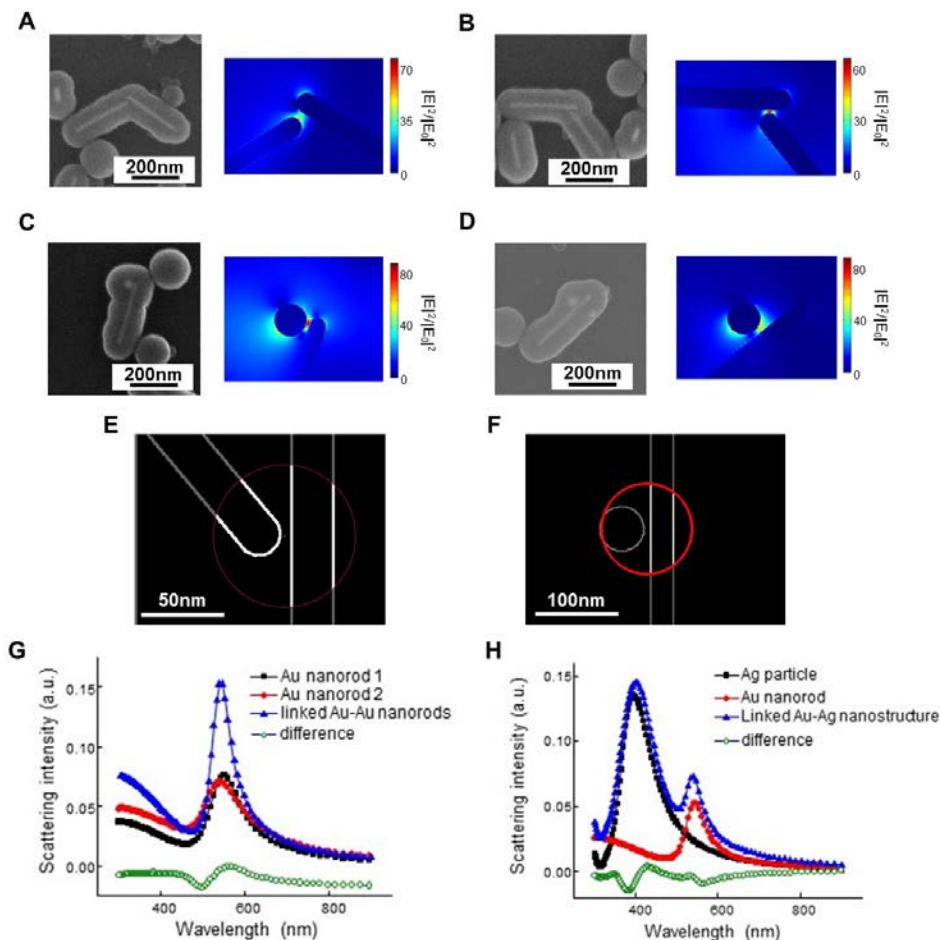 A
200nm
70
35
0
|E|²/|E₀|²
B
200nm
60
30
0
|E|²/|E₀|²
C
200nm
80
40
0
|E|²/|E₀|²
D
200nm
80
40
0
|E|²/|E₀|²
E
50nm
F
100nm
G
Scattering intensity (a.u.)
0.15
0.10
0.05
0.00
Au nanorod 1
Au nanorod 2
linked Au-Au nanorods
difference
400 600 800
Wavelength (nm)
H
Scattering intensity (a.u.)
0.15
0.10
0.05
0.00
Ag particle
Au nanorod
Linked Au-Ag nanostructure
difference
400 600 800
Wavelength (nm)